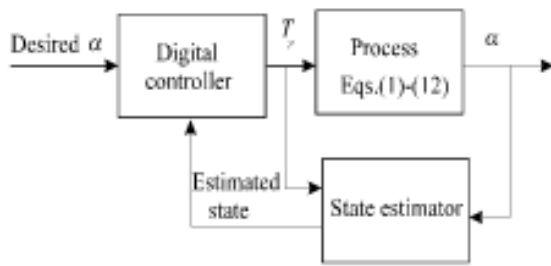 Desired α
Digital
controller
T
Process
Eqs.(1)-(12)
α
Estimated
state
State estimator